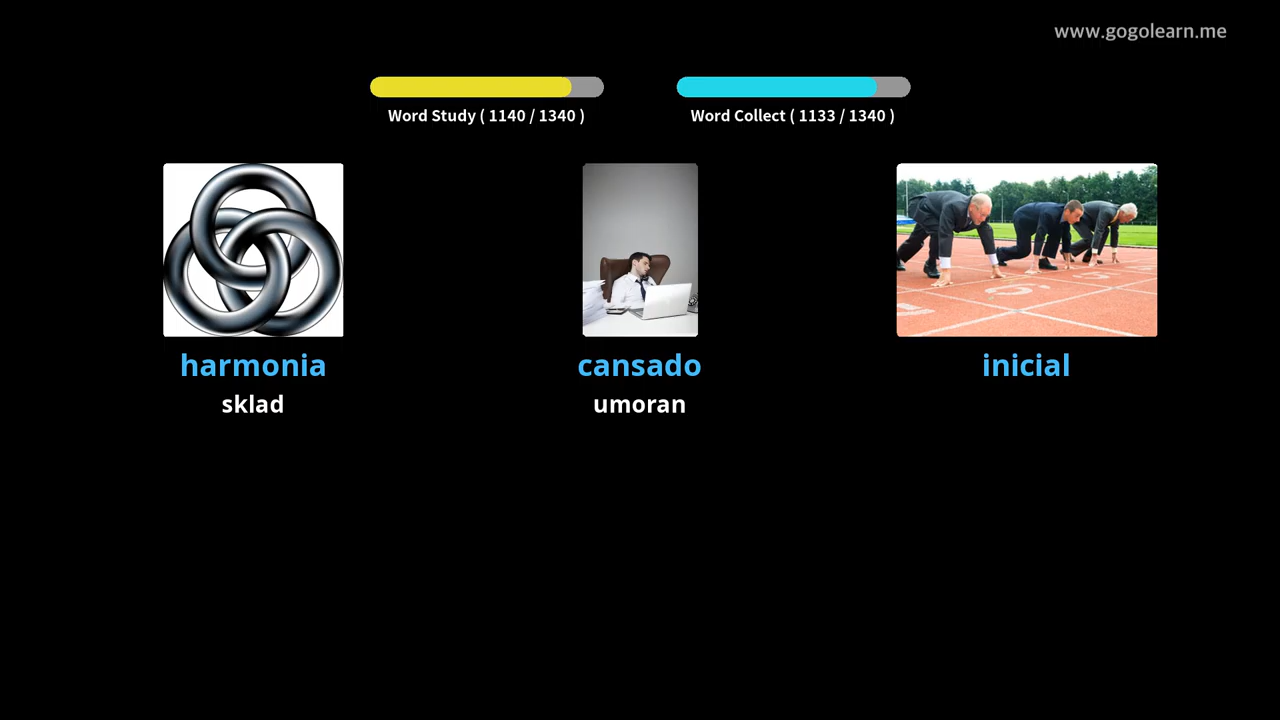 www.gogolearn.me
Word Study ( 1140 / 1340 )
Word Collect ( 1133 / 1340 )
harmonia
cansado
inicial
sklad
umoran